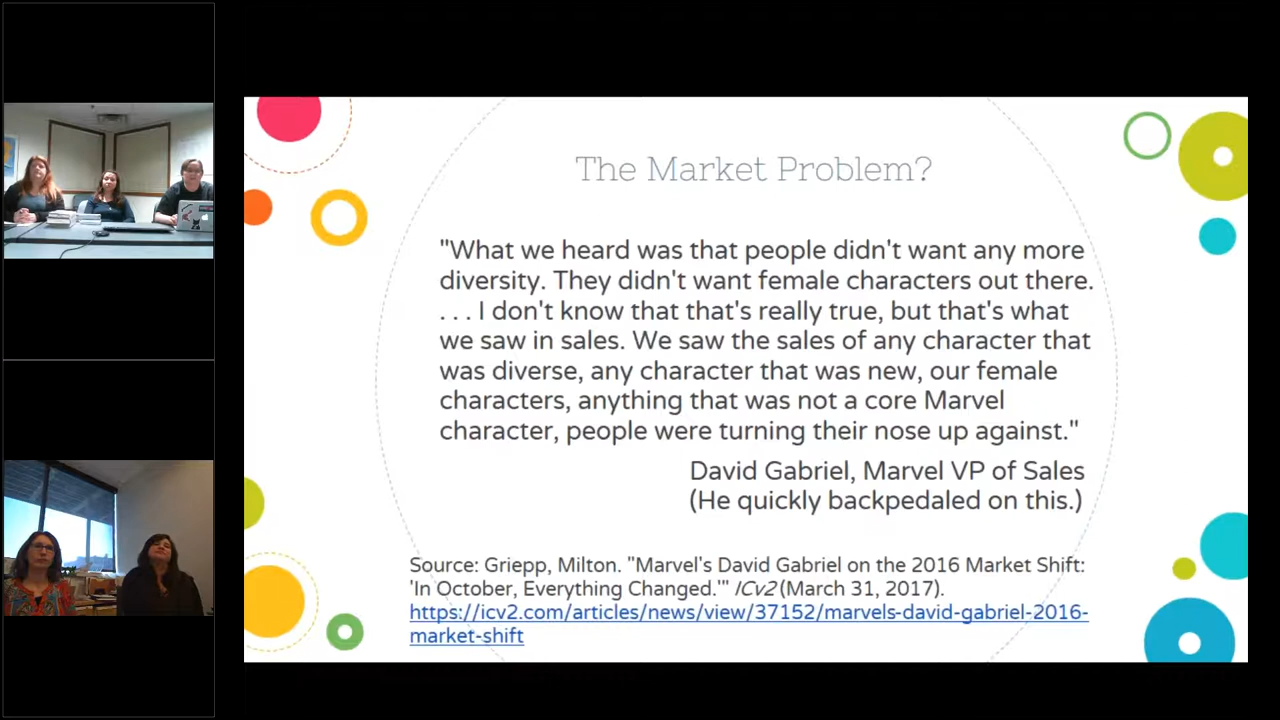 The Market Problem?
"What we heard was that people didn't want any more
diversity. They didn't want female characters out there.
. . . I don't know that that's really true, but that's what
we saw in sales. We saw the sales of any character that
was diverse, any character that was new, our female
characters, anything that was not a core Marvel
character, people were turning their nose up against."
David Gabriel, Marvel VP of Sales
(He quickly backpedaled on this.)
Source: Griepp, Milton. "Marvel's David Gabriel on the 2016 Market Shift:
'In October, Everything Changed.'" ICv2 (March 31, 2017).
https://icv2.com/articles/news/view/37152/marvels-david-gabriel-2016-
market-shift